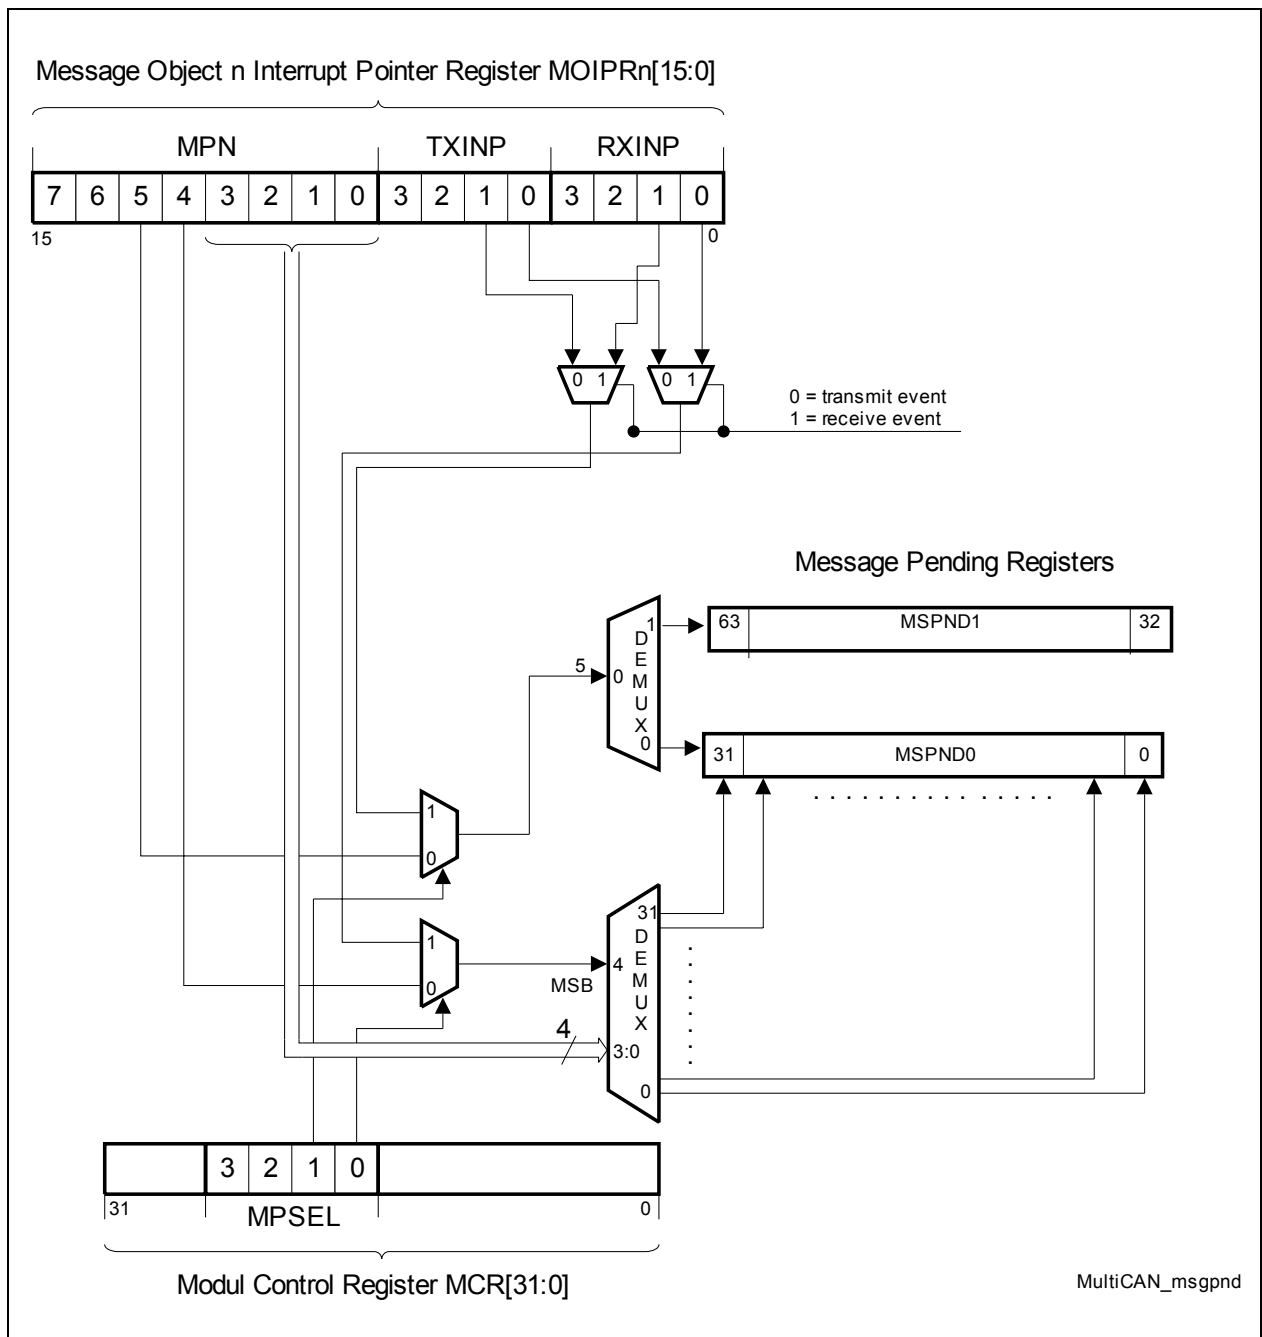 Message Object n Interrupt Pointer Register MOIPRn[15:0]
MPN TXINP RXINP
7 6 5 4 3 2 1 0 3 2 1 0 3 2 1 0
15 0
0 1 0 1
0 = transmit event
1 = receive event
Message Pending Registers
63 MSPND1 32
1
DEMUX
5
0
0
31 MSPND0 0
. . . . . . . . . . . . . . .
1
0
31
DEMUX
1
4
0
MSB
4
3:0
0
3 2 1 0
31 MPSEL 0
Modul Control Register MCR[31:0]
MultiCAN_msgpnd